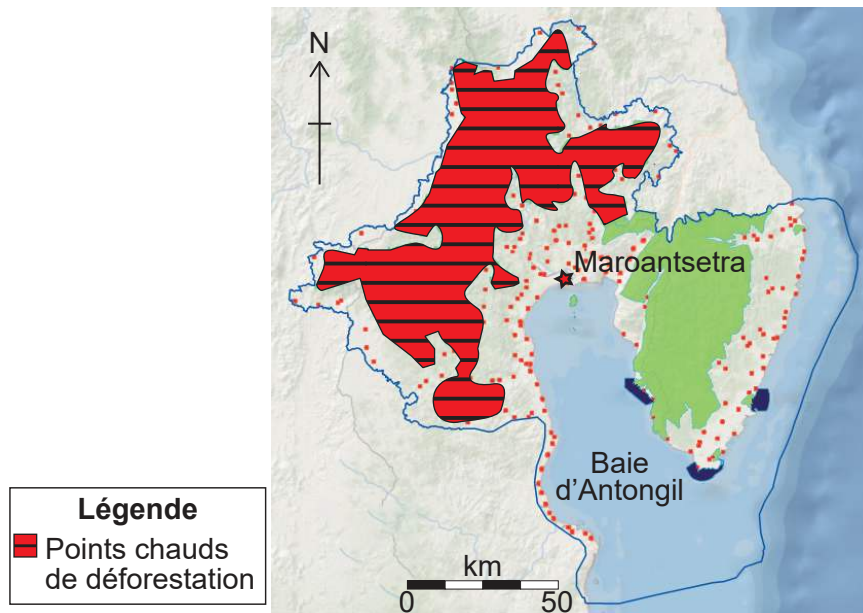 N
Maroantsetra
Baie
d'Antongil
Légende
Points chauds
de déforestation
km
0 50